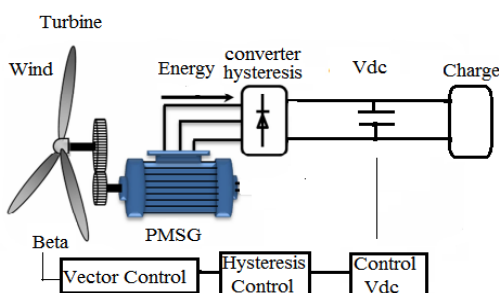 Turbine
Wind
Energy
converter
hysteresis
Vdc
Charge
PMSG
Beta
Vector Control
Hysteresis
Control
Control
Vdc